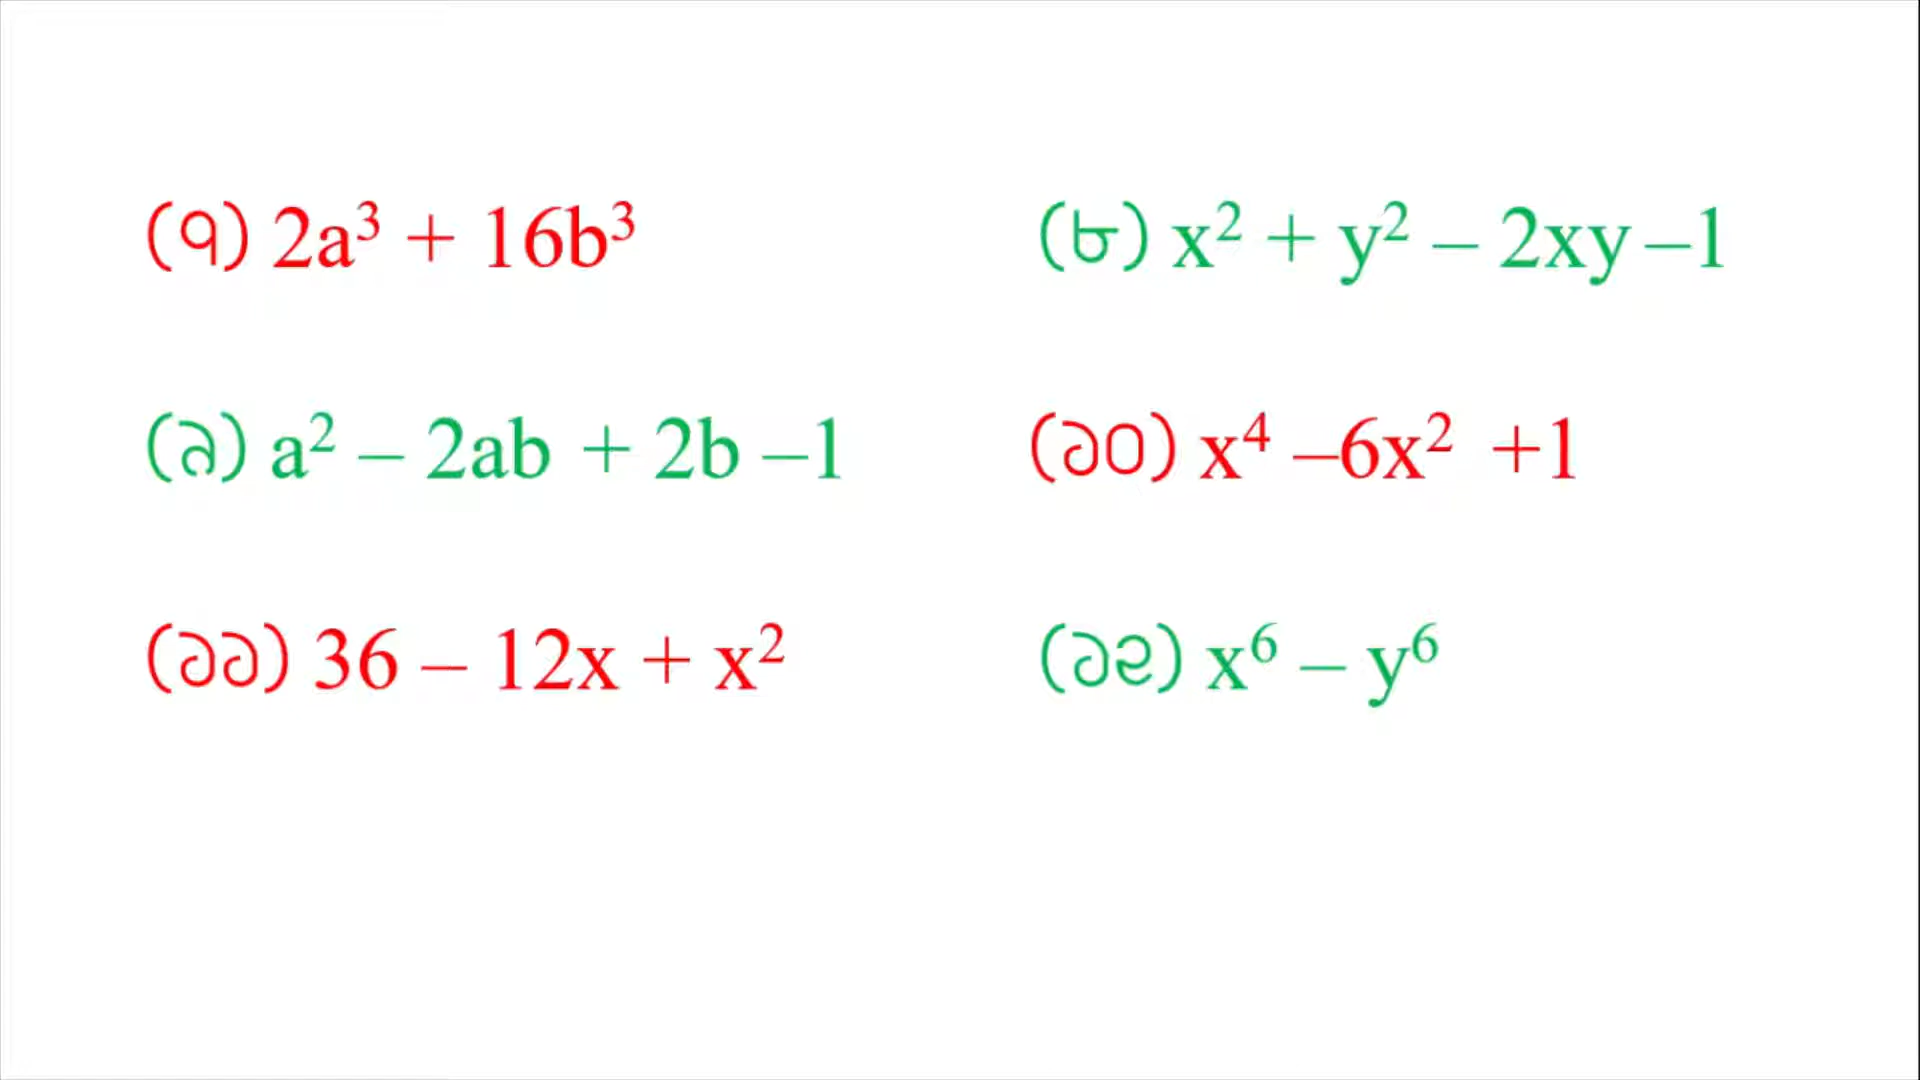 (৭) 2a³ + 16b³
(৮) x² + y² – 2xy –1
(৯) a² – 2ab + 2b –1
(১০) x⁴ –6x² +1
(১১) 36 – 12x + x²
(১২) x⁶ – y⁶